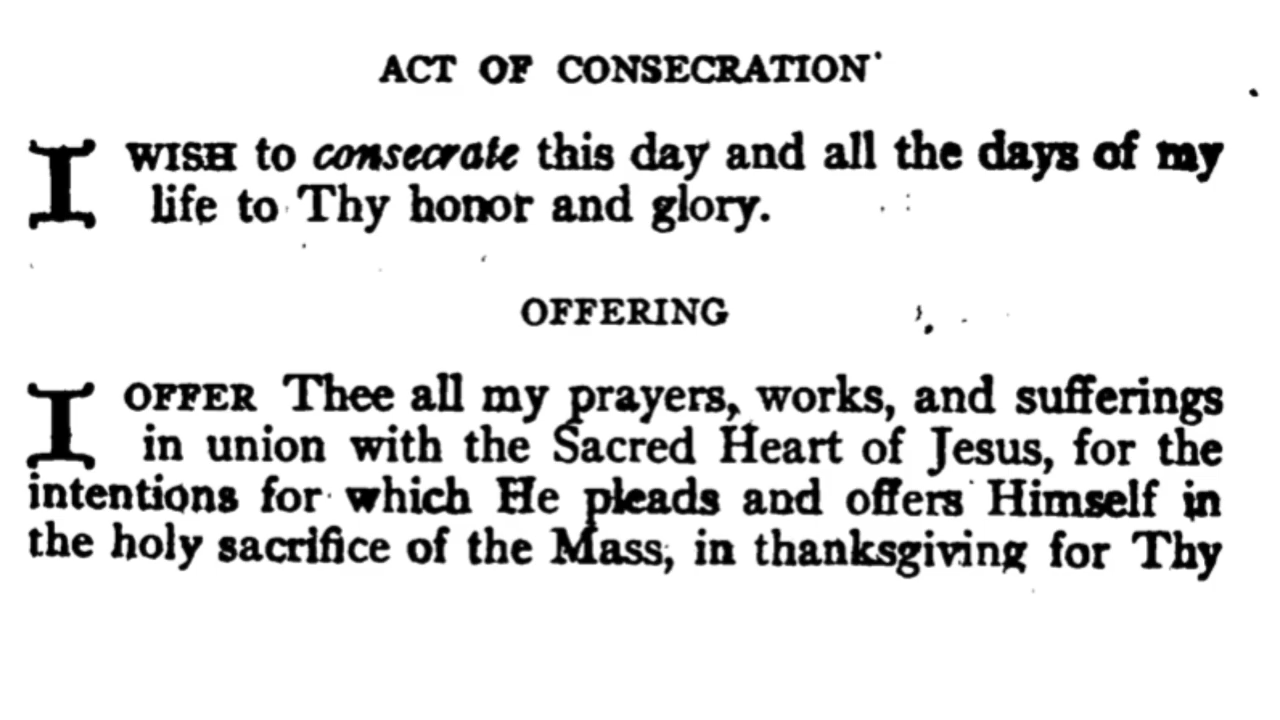 ACT OF CONSECRATION
I WISH to consecrate this day and all the days of my
life to Thy honor and glory.
OFFERING
I OFFER Thee all my prayers, works, and sufferings
in union with the Sacred Heart of Jesus, for the
intentions for which He pleads and offers Himself in
the holy sacrifice of the Mass, in thanksgiving for Thy